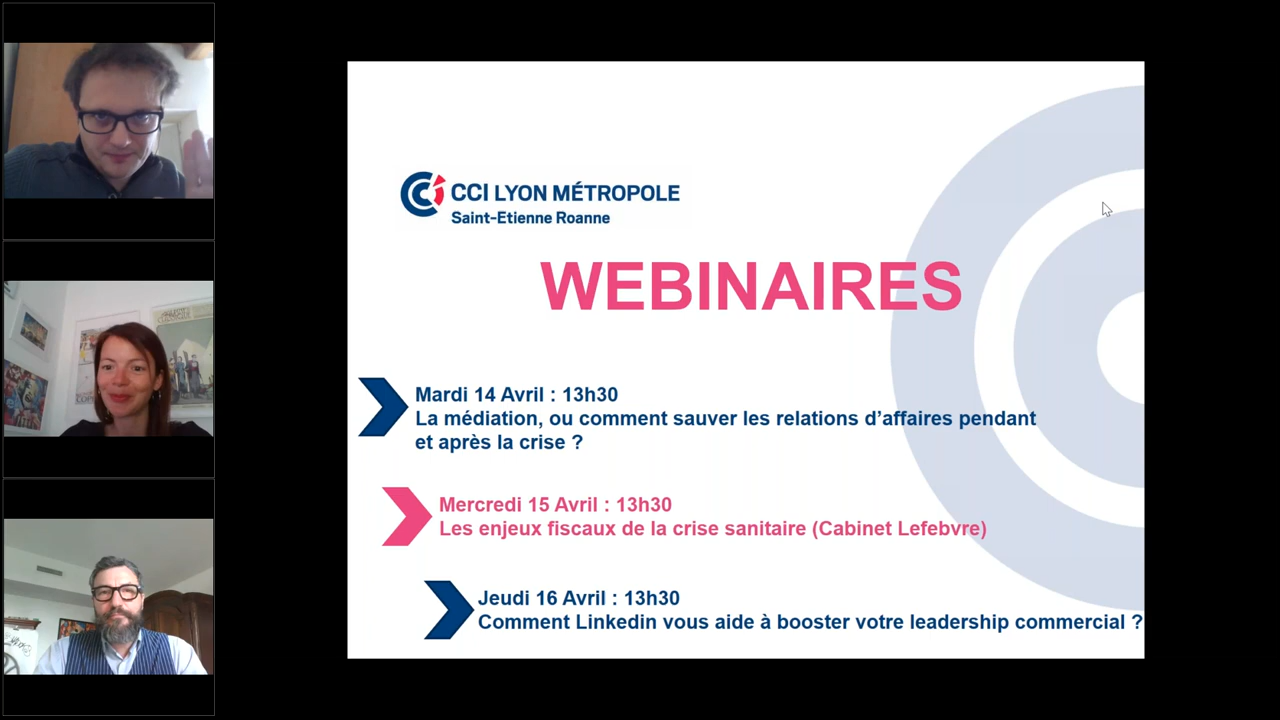 CCI LYON MÉTROPOLE
Saint-Etienne Roanne
WEBINAIRES
Mardi 14 Avril : 13h30
La médiation, ou comment sauver les relations d’affaires pendant
et après la crise ?
Mercredi 15 Avril : 13h30
Les enjeux fiscaux de la crise sanitaire (Cabinet Lefebvre)
Jeudi 16 Avril : 13h30
Comment Linkedin vous aide à booster votre leadership commercial ?